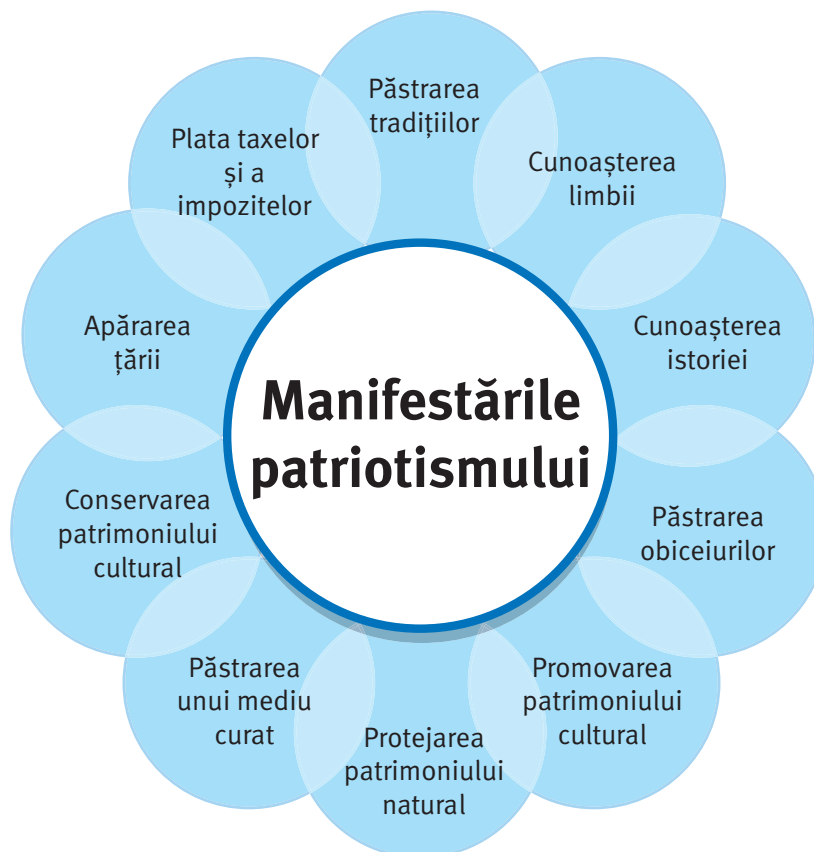 Păstrarea
tradițiilor
Cunoașterea
limbii
Cunoașterea
istoriei
Păstrarea
obiceiurilor
Promovarea
patrimoniului
cultural
Protejarea
patrimoniului
natural
Păstrarea
unui mediu
curat
Conservarea
patrimoniului
cultural
Apărarea
țării
Plata taxelor
și a
impozitelor
Manifestările
patriotismului